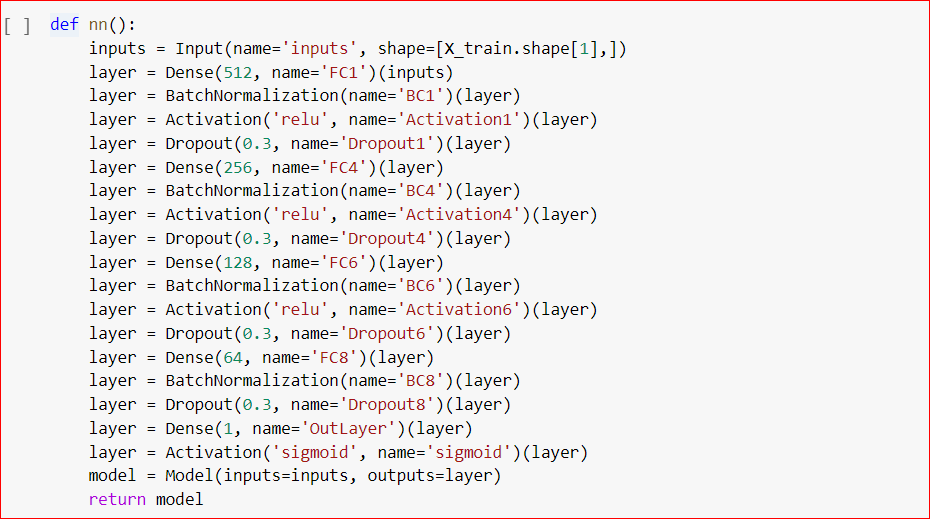 [ ] def nn():
inputs = Input(name='inputs', shape=[X_train.shape[1],])
layer = Dense(512, name='FC1')(inputs)
layer = BatchNormalization(name='BC1')(layer)
layer = Activation('relu', name='Activation1')(layer)
layer = Dropout(0.3, name='Dropout1')(layer)
layer = Dense(256, name='FC4')(layer)
layer = BatchNormalization(name='BC4')(layer)
layer = Activation('relu', name='Activation4')(layer)
layer = Dropout(0.3, name='Dropout4')(layer)
layer = Dense(128, name='FC6')(layer)
layer = BatchNormalization(name='BC6')(layer)
layer = Activation('relu', name='Activation6')(layer)
layer = Dropout(0.3, name='Dropout6')(layer)
layer = Dense(64, name='FC8')(layer)
layer = BatchNormalization(name='BC8')(layer)
layer = Dropout(0.3, name='Dropout8')(layer)
layer = Dense(1, name='OutLayer')(layer)
layer = Activation('sigmoid', name='sigmoid')(layer)
model = Model(inputs=inputs, outputs=layer)
return model